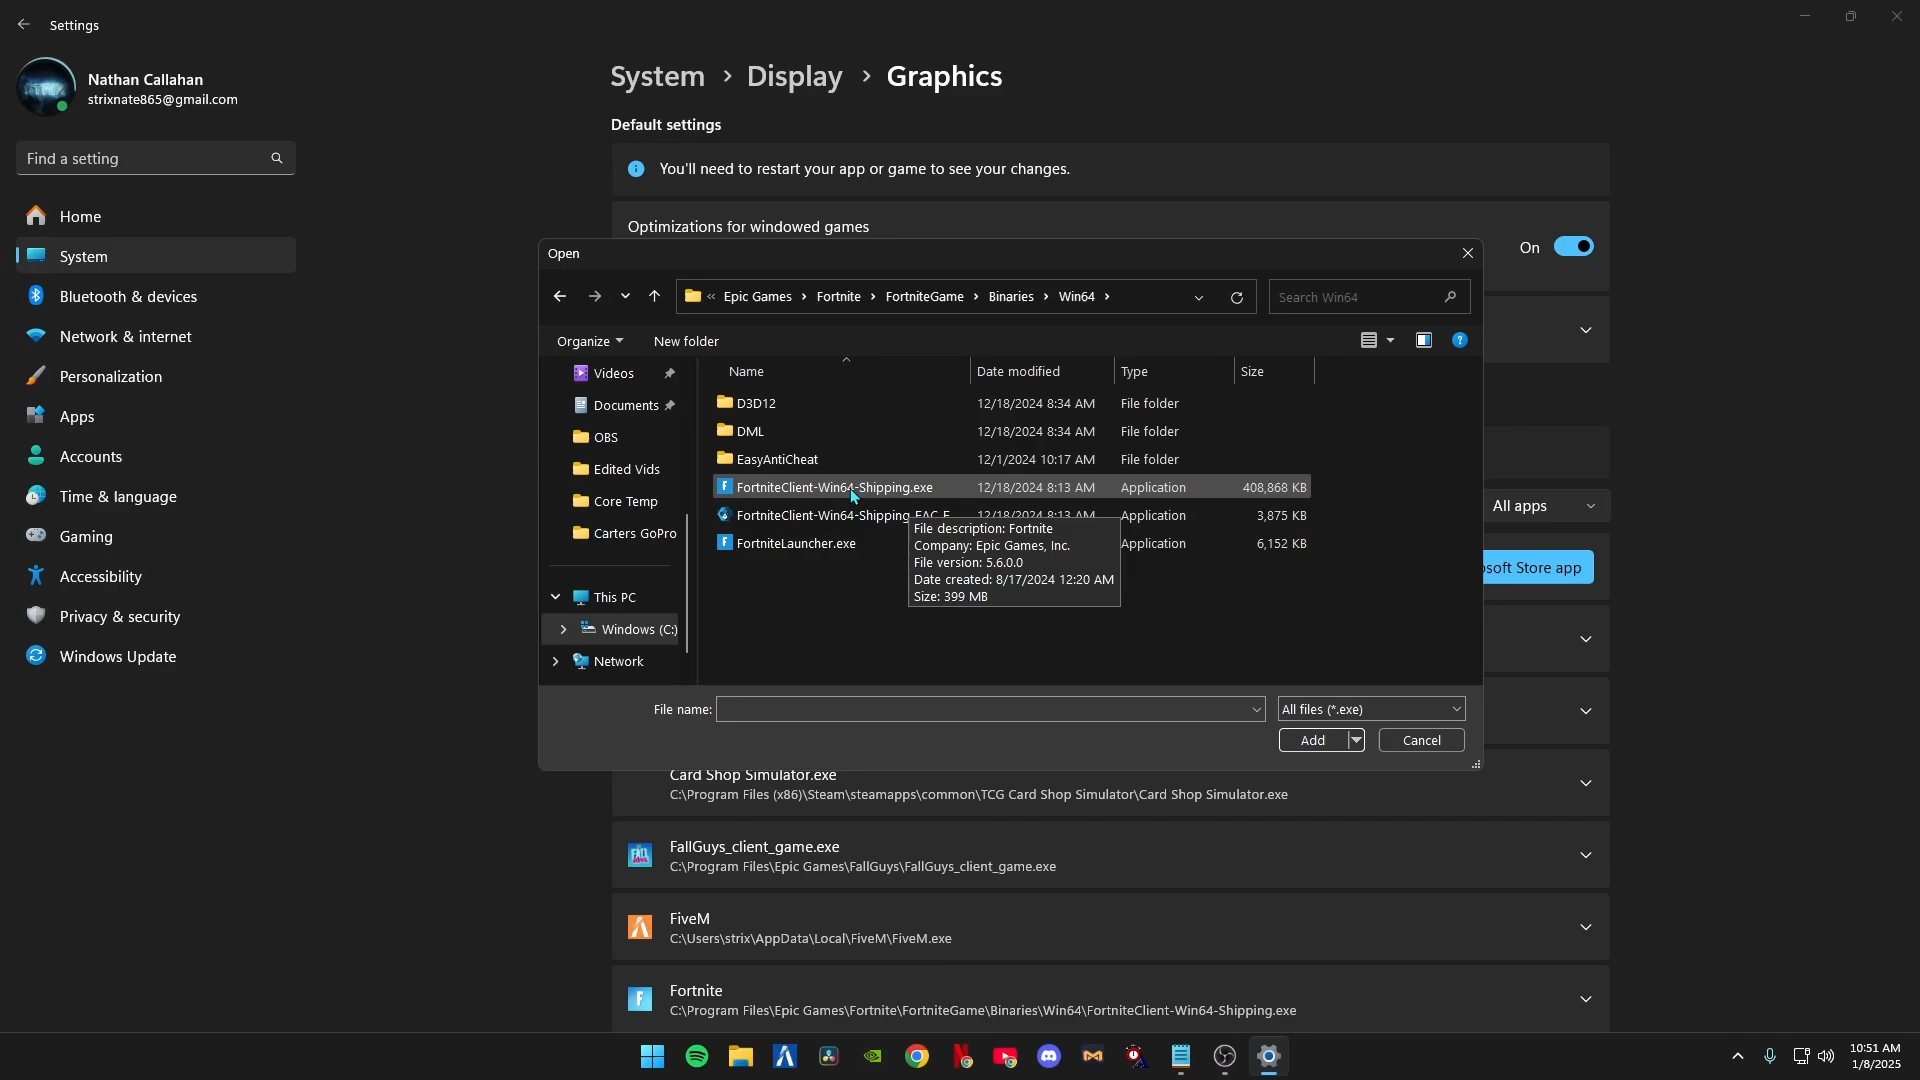 Settings
Nathan Callahan
strixnate865@gmail.com
Find a setting
Home
System
Bluetooth & devices
Network & internet
Personalization
Apps
Accounts
Time & language
Gaming
Accessibility
Privacy & security
Windows Update
System > Display > Graphics
Default settings
You'll need to restart your app or game to see your changes.
Optimizations for windowed games
On
Open
« Epic Games > Fortnite > FortniteGame > Binaries > Win64 >
Search Win64
Organize
New folder
Videos
Documents
OBS
Edited Vids
Core Temp
Carters GoPro
This PC
Windows (C:)
Network
Name Date modified Type Size
D3D12 12/18/2024 8:34 AM File folder
DML 12/18/2024 8:34 AM File folder
EasyAntiCheat 12/1/2024 10:17 AM File folder
FortniteClient-Win64-Shipping.exe 12/18/2024 8:13 AM Application 408,868 KB
FortniteClient-Win64-Shipping_EAC_E 12/18/2024 8:13 AM Application 3,875 KB
FortniteLauncher.exe Application 6,152 KB
File description: Fortnite
Company: Epic Games, Inc.
File version: 5.6.0.0
Date created: 8/17/2024 12:20 AM
Size: 399 MB
File name:
All files (*.exe)
Add
Cancel
All apps
osoft Store app
Card Shop Simulator.exe
C:\Program Files (x86)\Steam\steamapps\common\TCG Card Shop Simulator\Card Shop Simulator.exe
FallGuys_client_game.exe
C:\Program Files\Epic Games\FallGuys\FallGuys_client_game.exe
FiveM
C:\Users\strix\AppData\Local\FiveM\FiveM.exe
Fortnite
C:\Program Files\Epic Games\Fortnite\FortniteGame\Binaries\Win64\FortniteClient-Win64-Shipping.exe
10:51 AM
1/8/2025